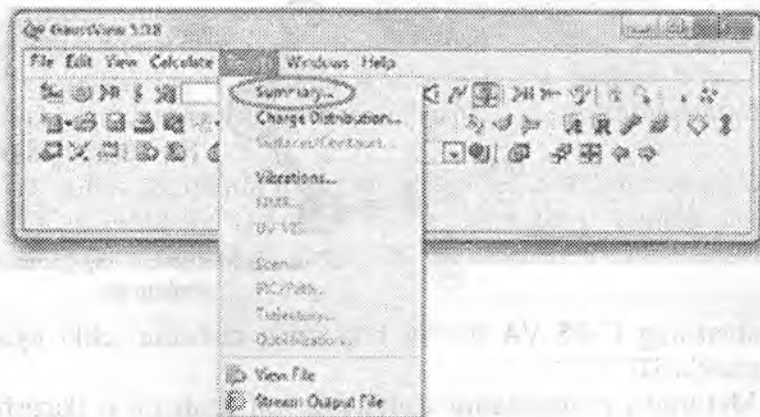 GaussView 5.0.8
File Edit View Calculate Results Windows Help
Summary...
Charge Distribution...
Surfaces/Contours...
Vibrations...
NMR...
UV-VIS...
Scan...
IRC/Path...
Trajectory...
Optimization...
View File
Stream Output File